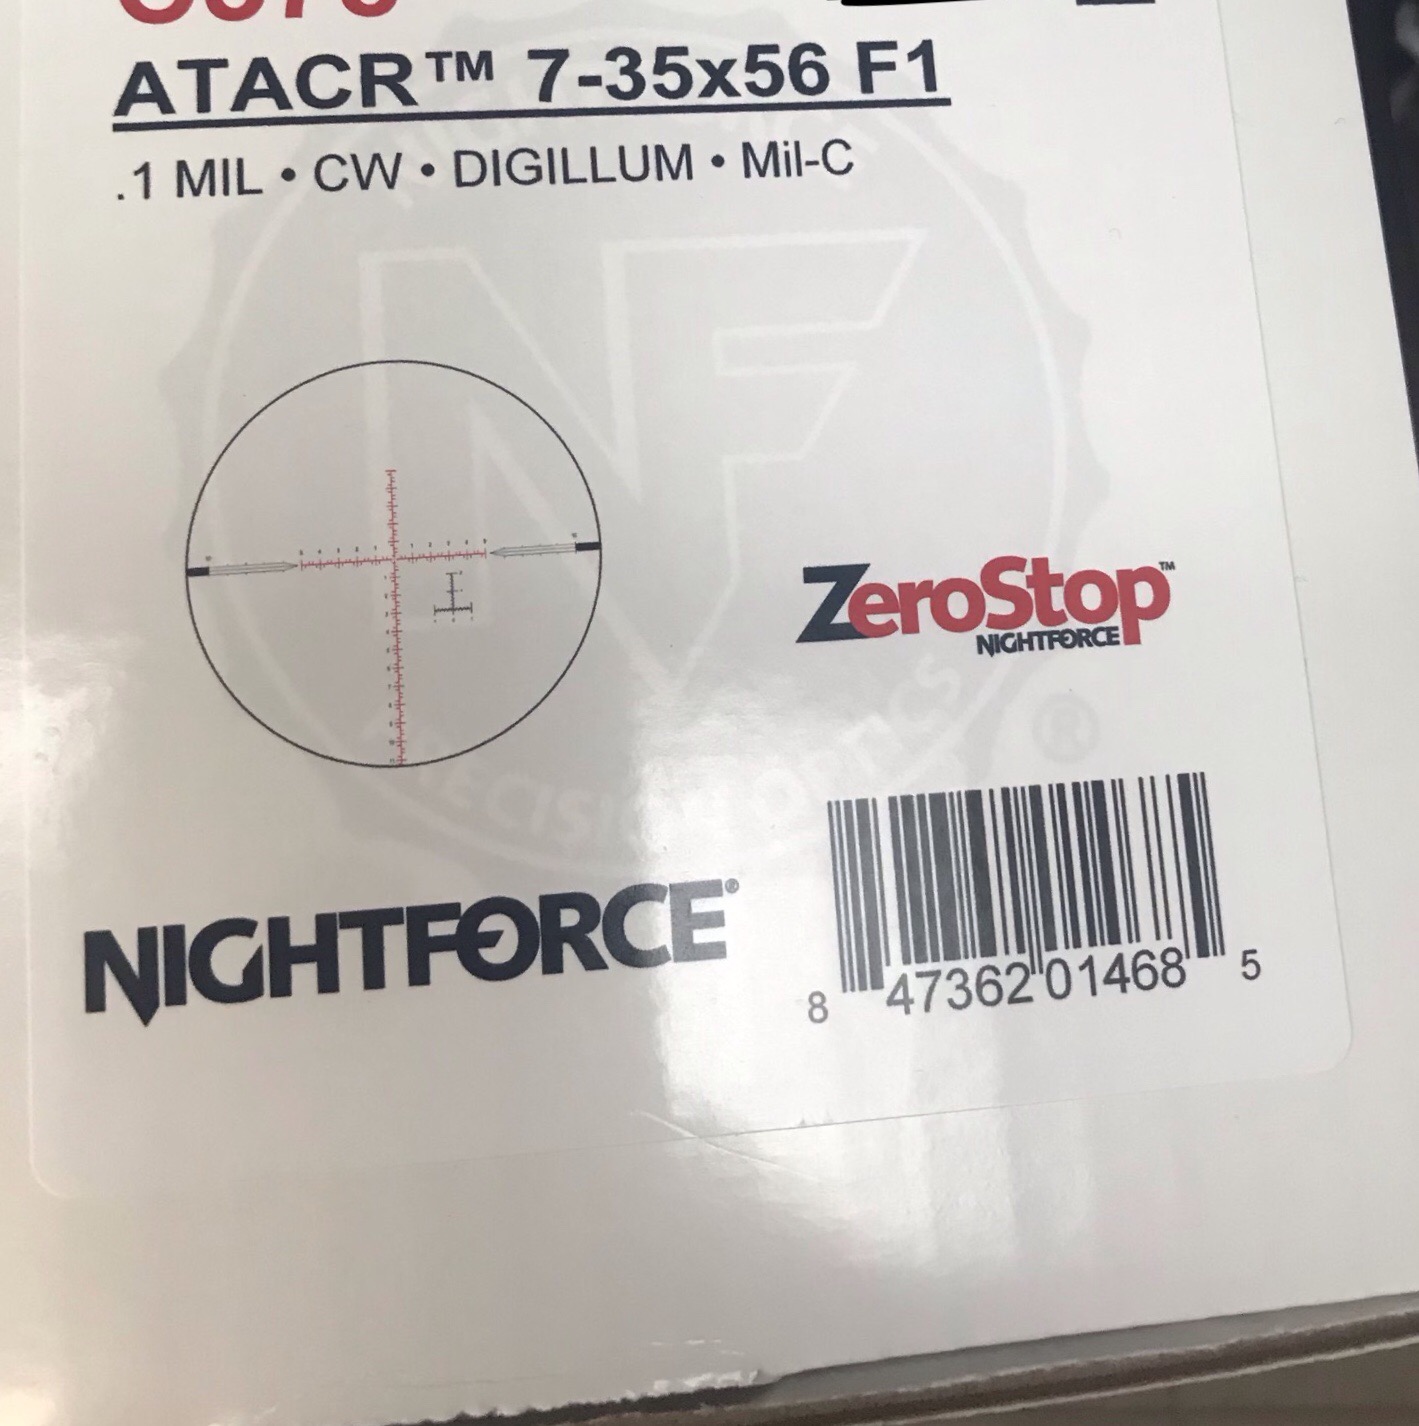 ATACR™ 7-35x56 F1
.1 MIL • CW • DIGILLUM • Mil-C
ZeroStop™
NIGHTFORCE
NIGHTFORCE®
8 47362 01468 5